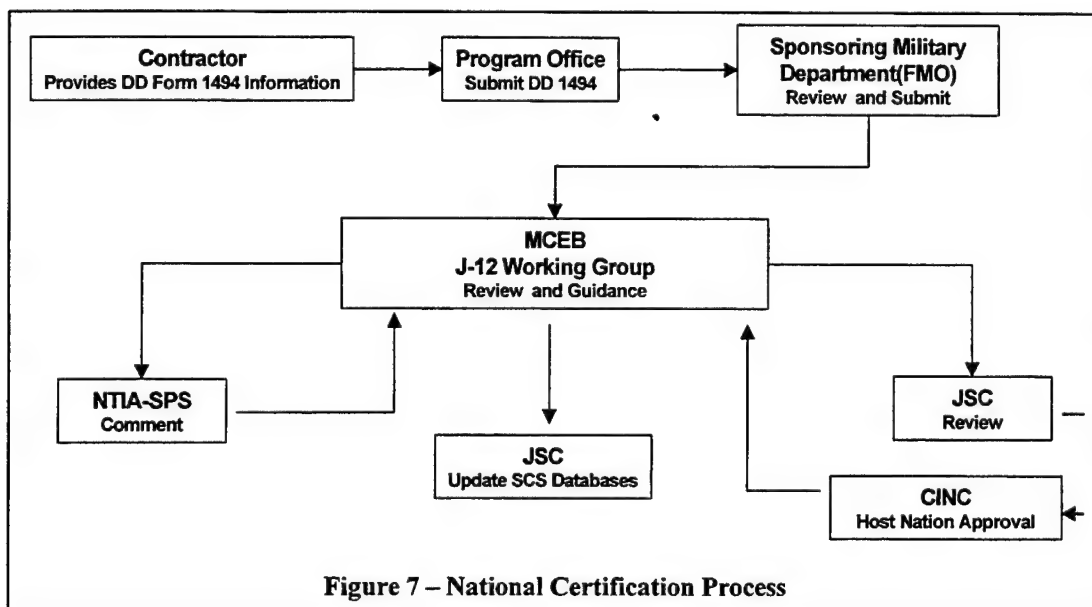 Contractor
Provides DD Form 1494 Information
Program Office
Submit DD 1494
Sponsoring Military
Department(FMO)
Review and Submit
MCEB
J-12 Working Group
Review and Guidance
NTIA-SPS
Comment
JSC
Update SCS Databases
JSC
Review
CINC
Host Nation Approval
Figure 7 – National Certification Process